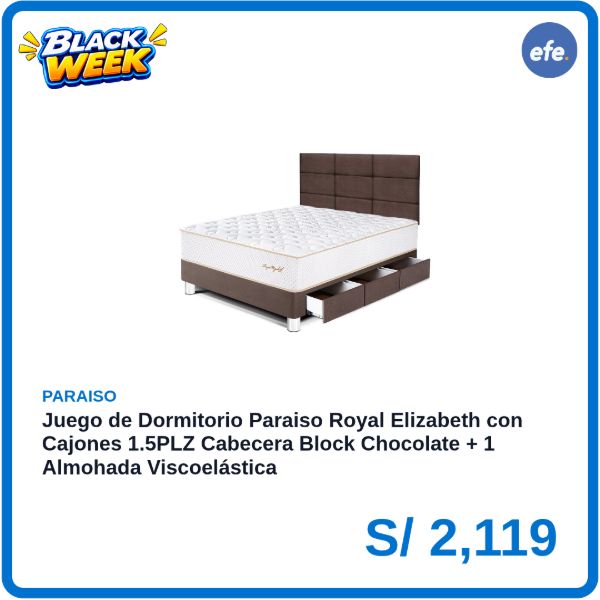 BLACK
WEEK
efe.
PARAISO
Juego de Dormitorio Paraiso Royal Elizabeth con
Cajones 1.5PLZ Cabecera Block Chocolate + 1
Almohada Viscoelástica
S/ 2,119